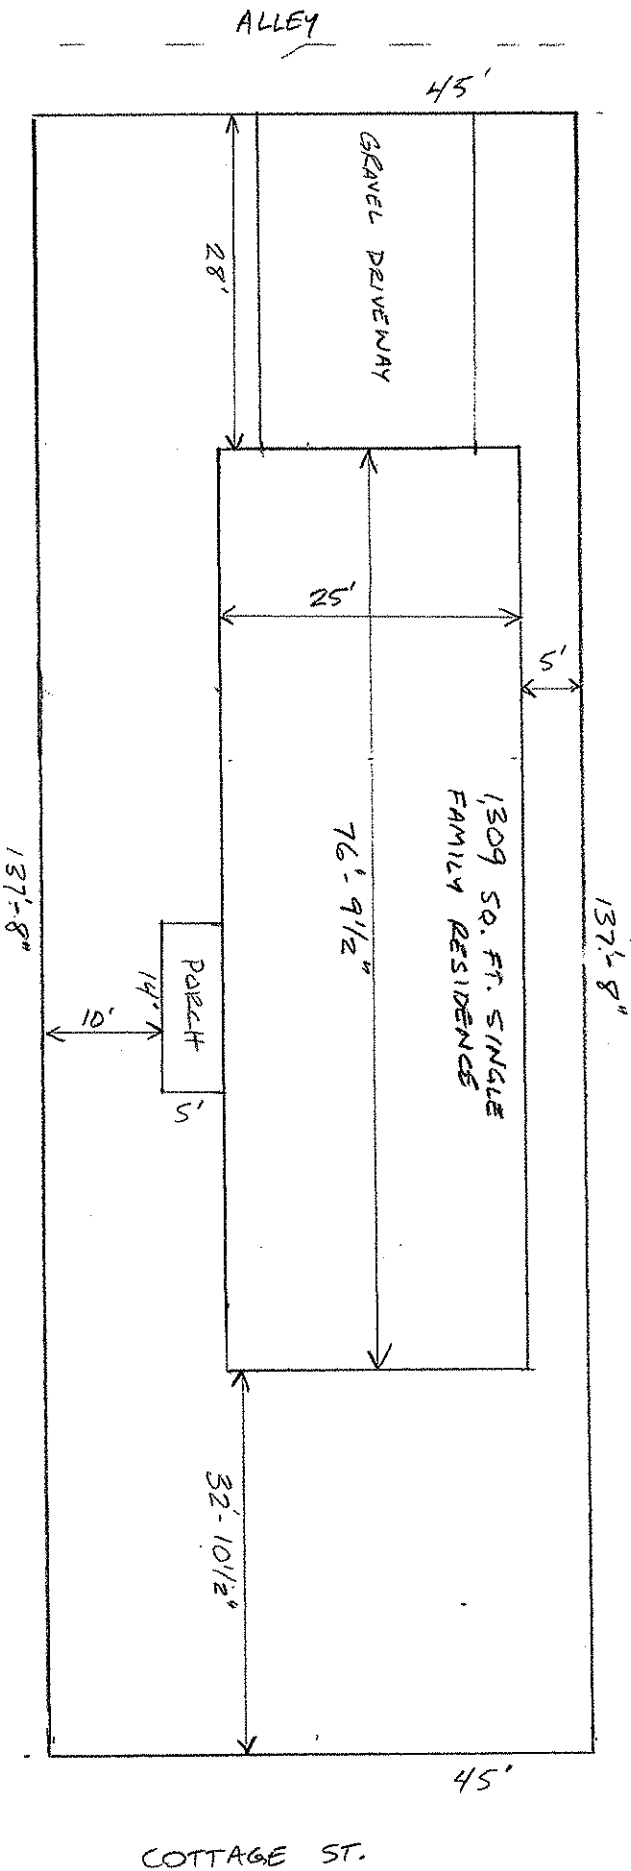 ALLEY
45'
GRAVEL DRIVEWAY
28'
25'
5'
1,309 SQ. FT. SINGLE
FAMILY RESIDENCE
76'-9 1/2"
137'-8"
137'-8"
PORCH
14'
10'
5'
32'-10 1/2"
45'
COTTAGE ST.